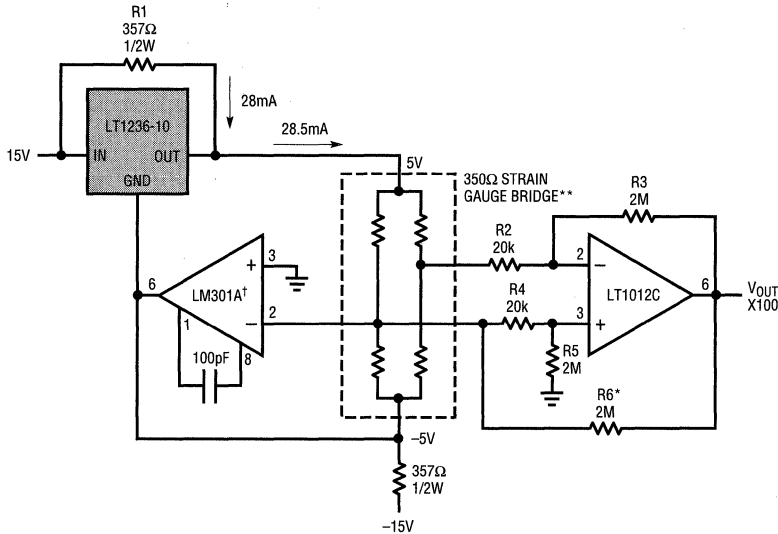 R1
357Ω
1/2W
28mA
LT1236-10
28.5mA
15V
IN
OUT
GND
5V
350Ω STRAIN
GAUGE BRIDGE**
R3
2M
R2
20k
2
–
6
3
+
LM301A†
6
–
2
1
8
100pF
R4
20k
LT1012C
3
+
VOUT
X100
R5
2M
R6*
2M
–5V
357Ω
1/2W
–15V